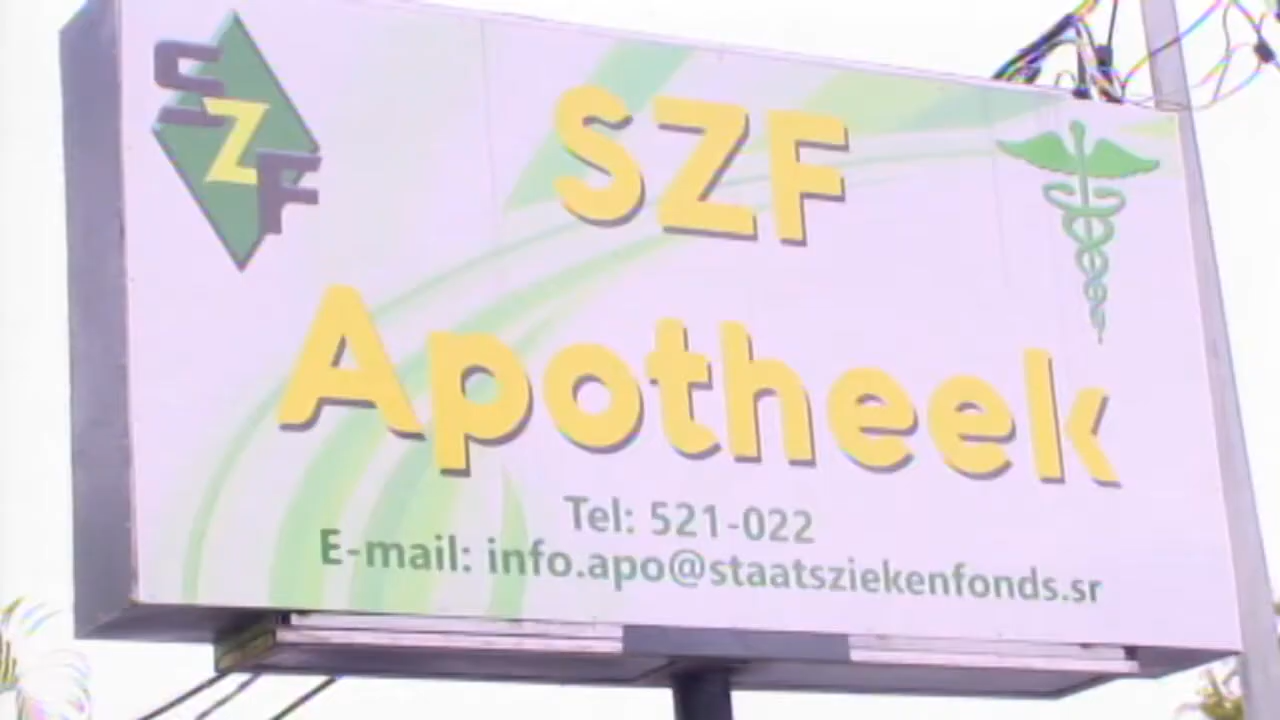 SZF
SZF
Apotheek
Tel: 521-022
E-mail: info.apo@staatsziekenfonds.sr